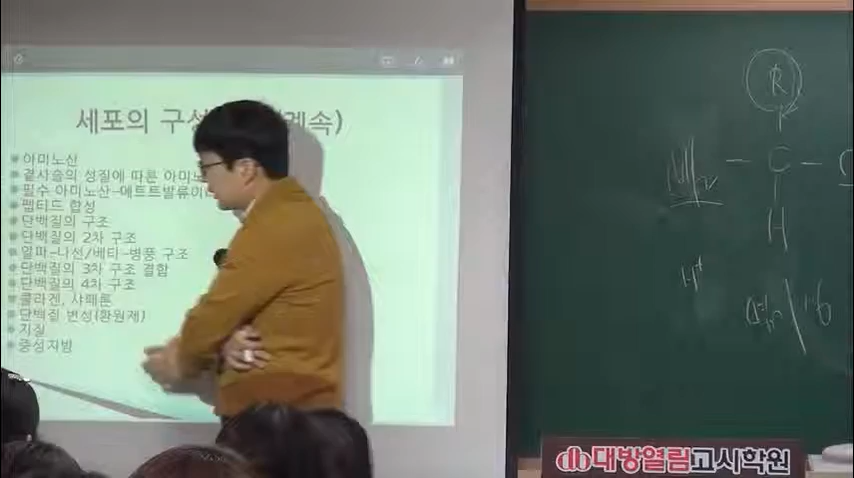 세포의 구성 계속)
아미노산
곁사슬의 성질에 따른 아미노
필수 아미노산-메트트발류이
펩티드 합성
단백질의 구조
단백질의 2차 구조
알파-나선/베타-병풍 구조
단백질의 3차 구조 결합
단백질의 4차 구조
콜라겐, 샤페론
단백질 변성(환원제)
지질
중성지방
R
C
H
H+
대방열림고시학원